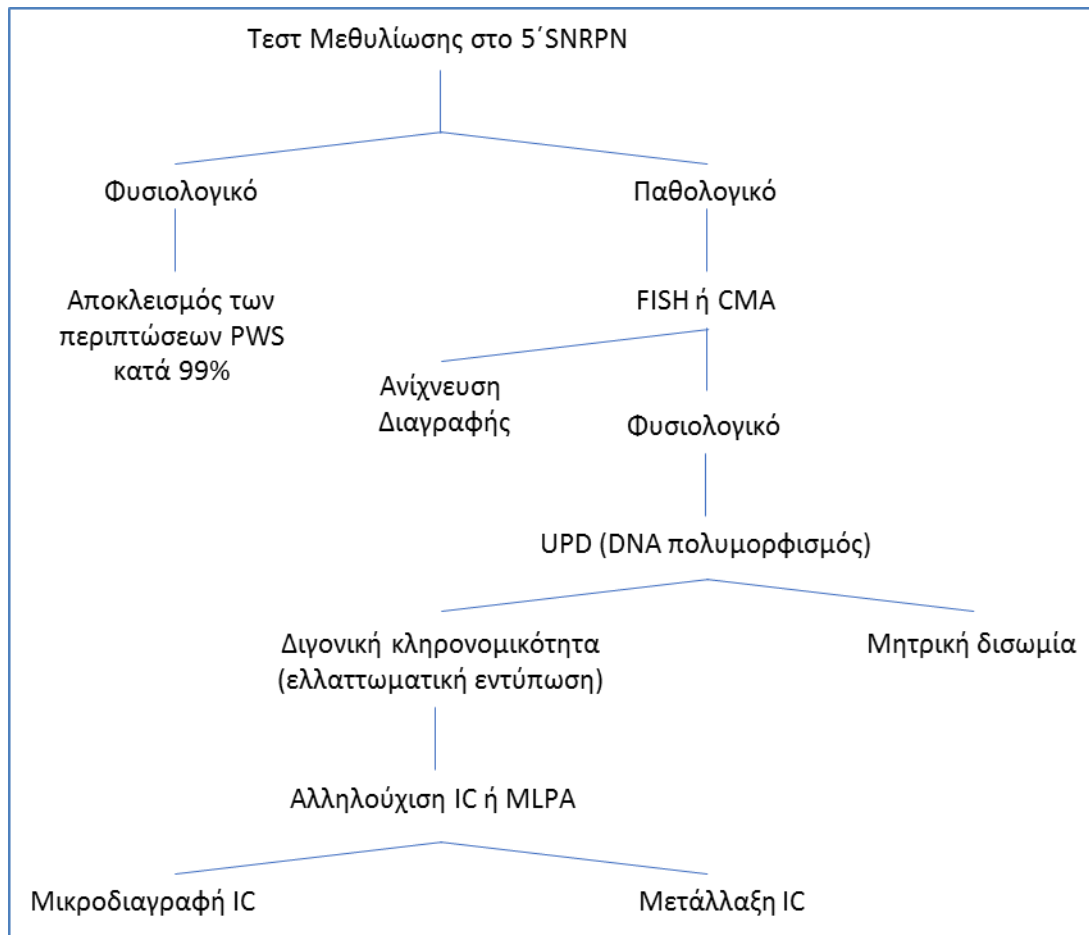 Τεστ Μεθυλίωσης στο 5΄SNRPN
Φυσιολογικό
Παθολογικό
Αποκλεισμός των
περιπτώσεων PWS
κατά 99%
FISH ή CMA
Ανίχνευση
Διαγραφής
Φυσιολογικό
UPD (DNA πολυμορφισμός)
Διγονική κληρονομικότητα
(ελλαττωματική εντύπωση)
Μητρική δισωμία
Αλληλούχιση IC ή MLPA
Μικροδιαγραφή IC
Μετάλλαξη IC